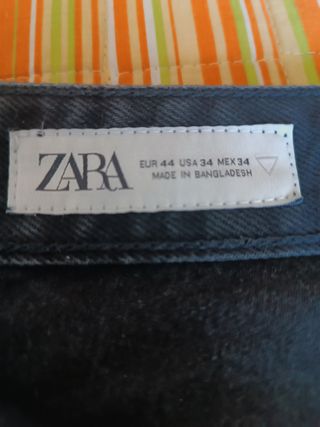 ZARA
EUR 44 USA 34 MEX 34
MADE IN BANGLADESH